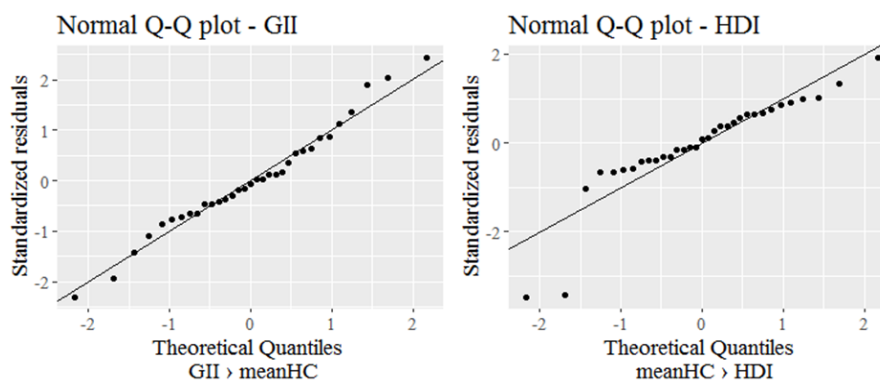 Normal Q-Q plot - GII
Standardized residuals
2
1
0
-1
-2
-2 -1 0 1 2
Theoretical Quantiles
GII › meanHC
Normal Q-Q plot - HDI
Standardized residuals
2
0
-2
-2 -1 0 1 2
Theoretical Quantiles
meanHC › HDI